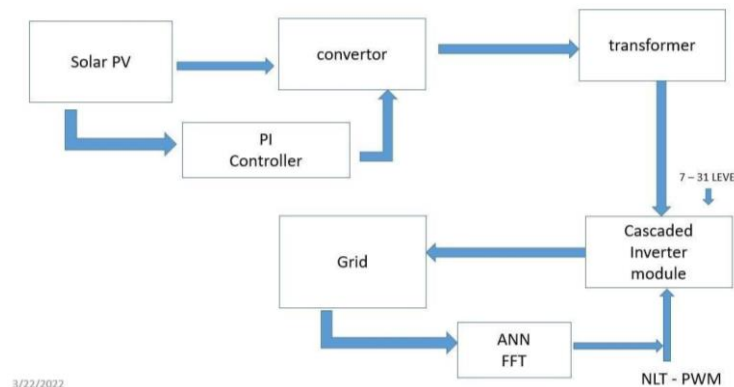 Solar PV
convertor
transformer
PI
Controller
7 – 31 LEVE
Cascaded
Inverter
module
Grid
ANN
FFT
NLT - PWM
3/22/2022